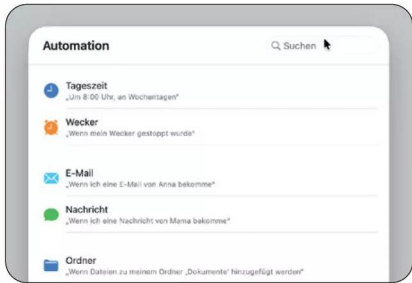 Automation
Suchen
Tageszeit
„Um 8:00 Uhr, an Wochentagen“
Wecker
„Wenn mein Wecker gestoppt wurde“
E-Mail
„Wenn ich eine E-Mail von Anna bekomme“
Nachricht
„Wenn ich eine Nachricht von Mama bekomme“
Ordner
„Wenn Dateien zu meinem Ordner ‚Dokumente‘ hinzugefügt werden“